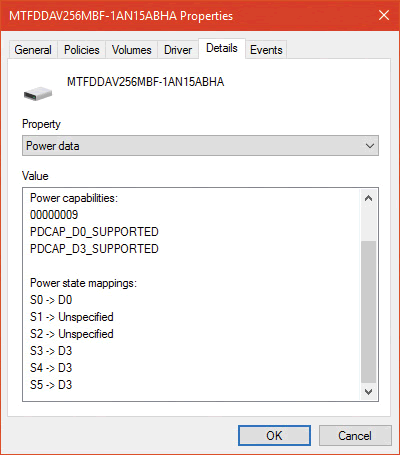 MTFDDAV256MBF-1AN15ABHA Properties
General Policies Volumes Driver Details Events
MTFDDAV256MBF-1AN15ABHA
Property
Power data
Value
Power capabilities:
00000009
PDCAP_D0_SUPPORTED
PDCAP_D3_SUPPORTED
Power state mappings:
S0 -> D0
S1 -> Unspecified
S2 -> Unspecified
S3 -> D3
S4 -> D3
S5 -> D3
OK Cancel